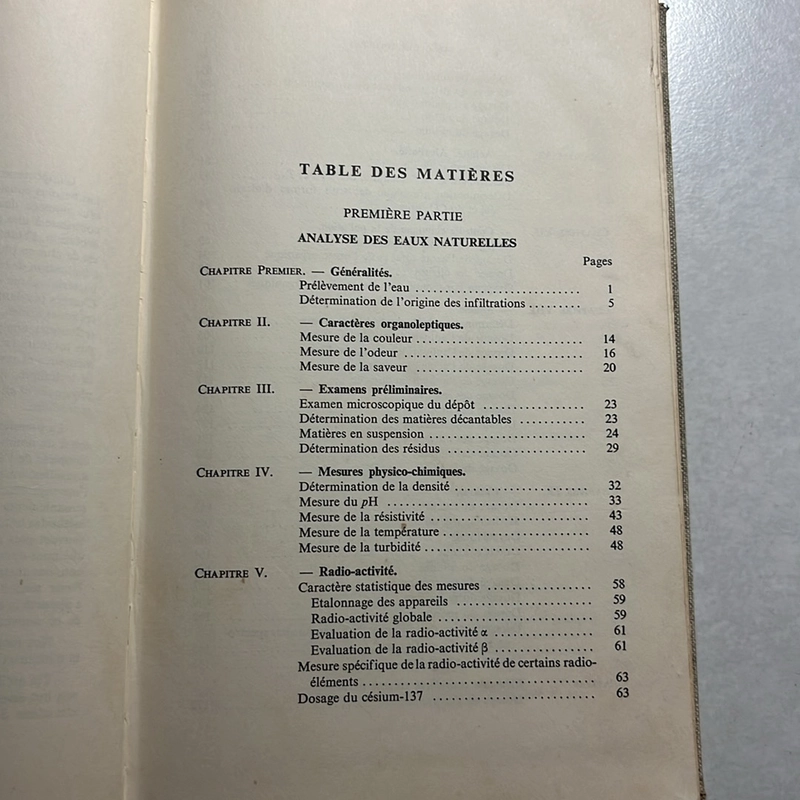 TABLE DES MATIÈRES
PREMIÈRE PARTIE
ANALYSE DES EAUX NATURELLES
Pages
CHAPITRE PREMIER. — Généralités.
Prélèvement de l'eau ............................ 1
Détermination de l'origine des infiltrations ......... 5
CHAPITRE II. — Caractères organoleptiques.
Mesure de la couleur ............................ 14
Mesure de l'odeur .............................. 16
Mesure de la saveur ............................. 20
CHAPITRE III. — Examens préliminaires.
Examen microscopique du dépôt ................. 23
Détermination des matières décantables ........... 23
Matières en suspension .......................... 24
Détermination des résidus ....................... 29
CHAPITRE IV. — Mesures physico-chimiques.
Détermination de la densité ...................... 32
Mesure du pH ................................. 33
Mesure de la résistivité .......................... 43
Mesure de la température ........................ 48
Mesure de la turbidité ........................... 48
CHAPITRE V. — Radio-activité.
Caractère statistique des mesures ................. 58
Etalonnage des appareils ...................... 59
Radio-activité globale ......................... 59
Evaluation de la radio-activité α ................ 61
Evaluation de la radio-activité β ................ 61
Mesure spécifique de la radio-activité de certains radio-
éléments ..................................... 63
Dosage du césium-137 .......................... 63